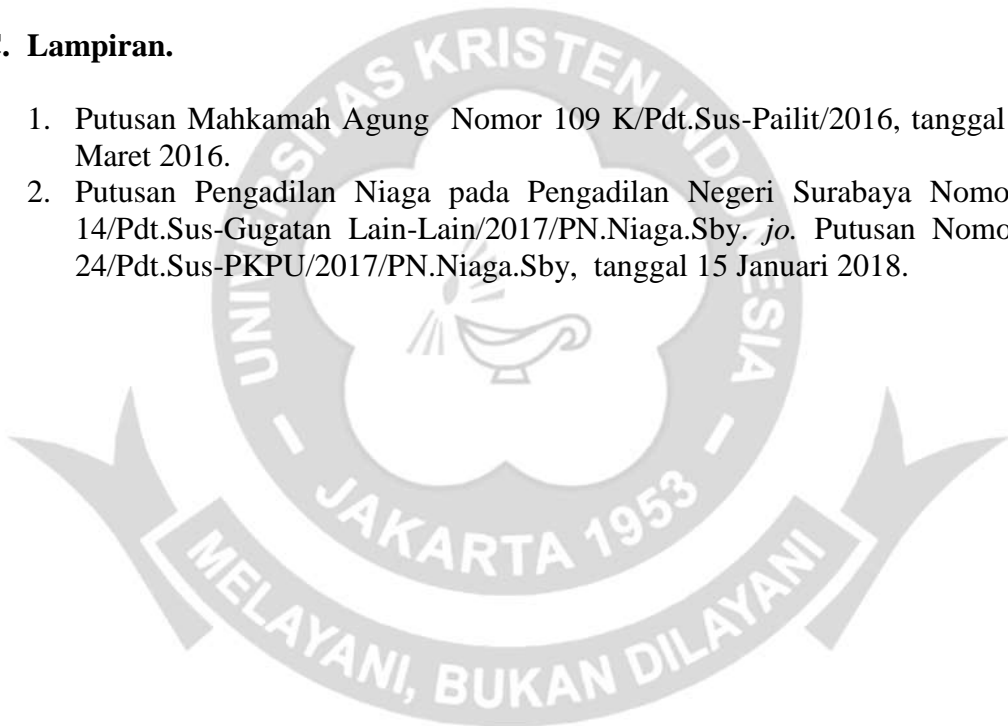 . Lampiran.
1. Putusan Mahkamah Agung Nomor 109 K/Pdt.Sus-Pailit/2016, tanggal
Maret 2016.
2. Putusan Pengadilan Niaga pada Pengadilan Negeri Surabaya Nomo
14/Pdt.Sus-Gugatan Lain-Lain/2017/PN.Niaga.Sby. jo. Putusan Nomo
24/Pdt.Sus-PKPU/2017/PN.Niaga.Sby, tanggal 15 Januari 2018.
UNIVERSITAS KRISTEN INDONESIA
- JAKARTA 1953 -
MELAYANI, BUKAN DILAYANI